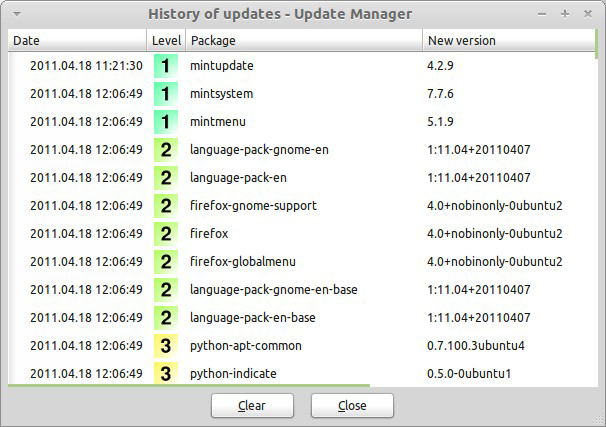 History of updates - Update Manager
Date Level Package New version
2011.04.18 11:21:30 1 mintupdate 4.2.9
2011.04.18 12:06:49 1 mintsystem 7.7.6
2011.04.18 12:06:49 1 mintmenu 5.1.9
2011.04.18 12:06:49 2 language-pack-gnome-en 1:11.04+20110407
2011.04.18 12:06:49 2 language-pack-en 1:11.04+20110407
2011.04.18 12:06:49 2 firefox-gnome-support 4.0+nobinonly-0ubuntu2
2011.04.18 12:06:49 2 firefox 4.0+nobinonly-0ubuntu2
2011.04.18 12:06:49 2 firefox-globalmenu 4.0+nobinonly-0ubuntu2
2011.04.18 12:06:49 2 language-pack-gnome-en-base 1:11.04+20110407
2011.04.18 12:06:49 2 language-pack-en-base 1:11.04+20110407
2011.04.18 12:06:49 3 python-apt-common 0.7.100.3ubuntu4
2011.04.18 12:06:49 3 python-indicate 0.5.0-0ubuntu1
Clear Close